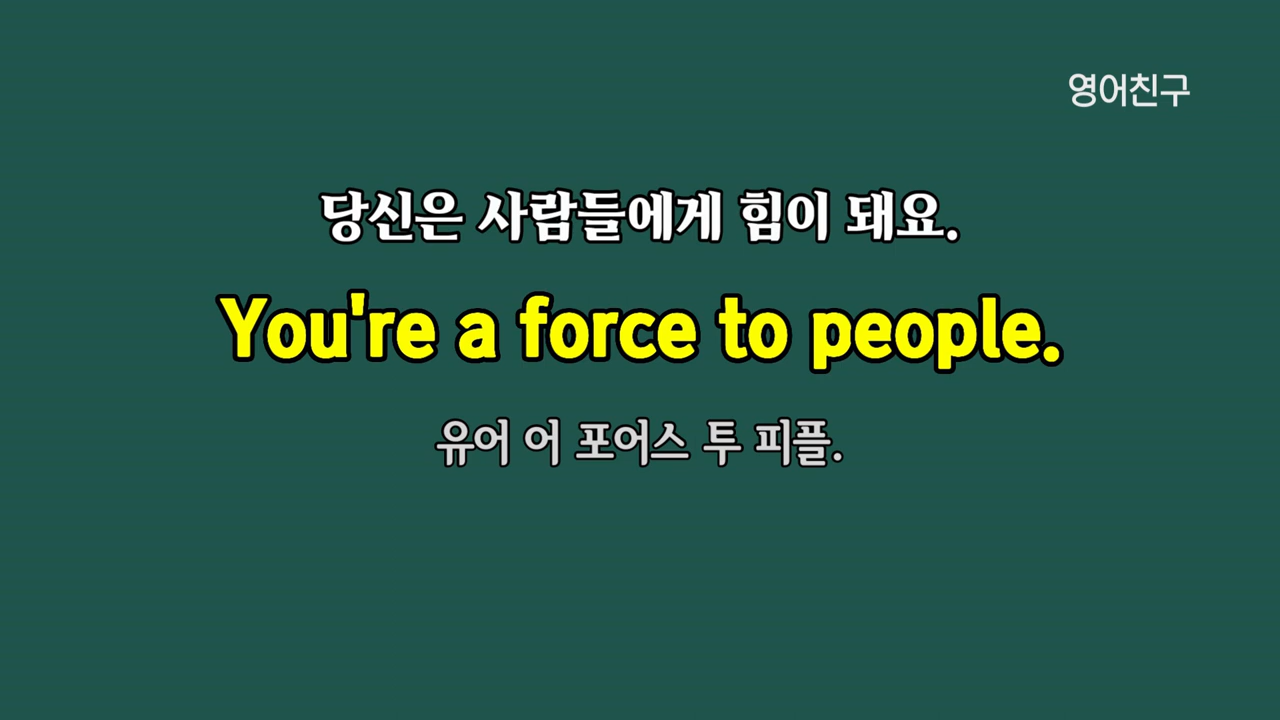 영어친구
당신은 사람들에게 힘이 돼요.
You're a force to people.
유어 어 포어스 투 피플.